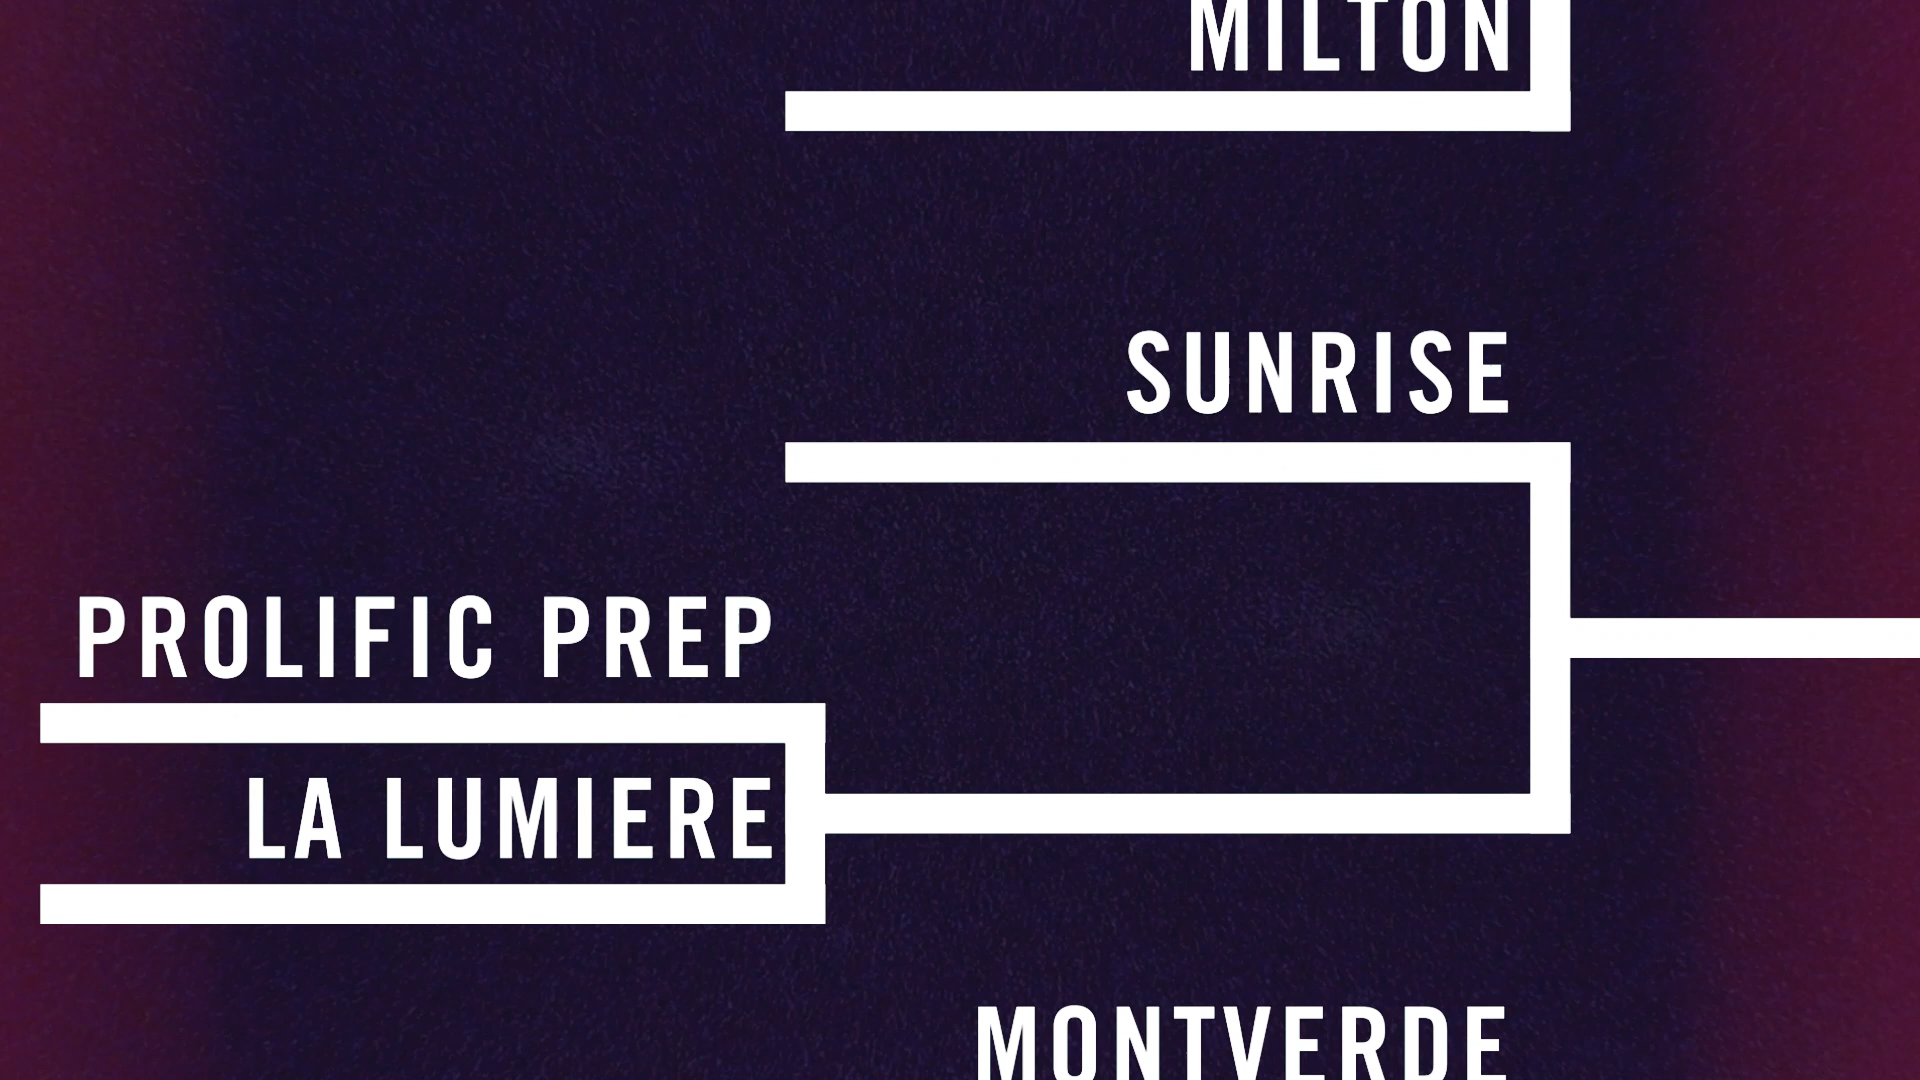 MILTON
SUNRISE
PROLIFIC PREP
LA LUMIERE
MONTVERDE